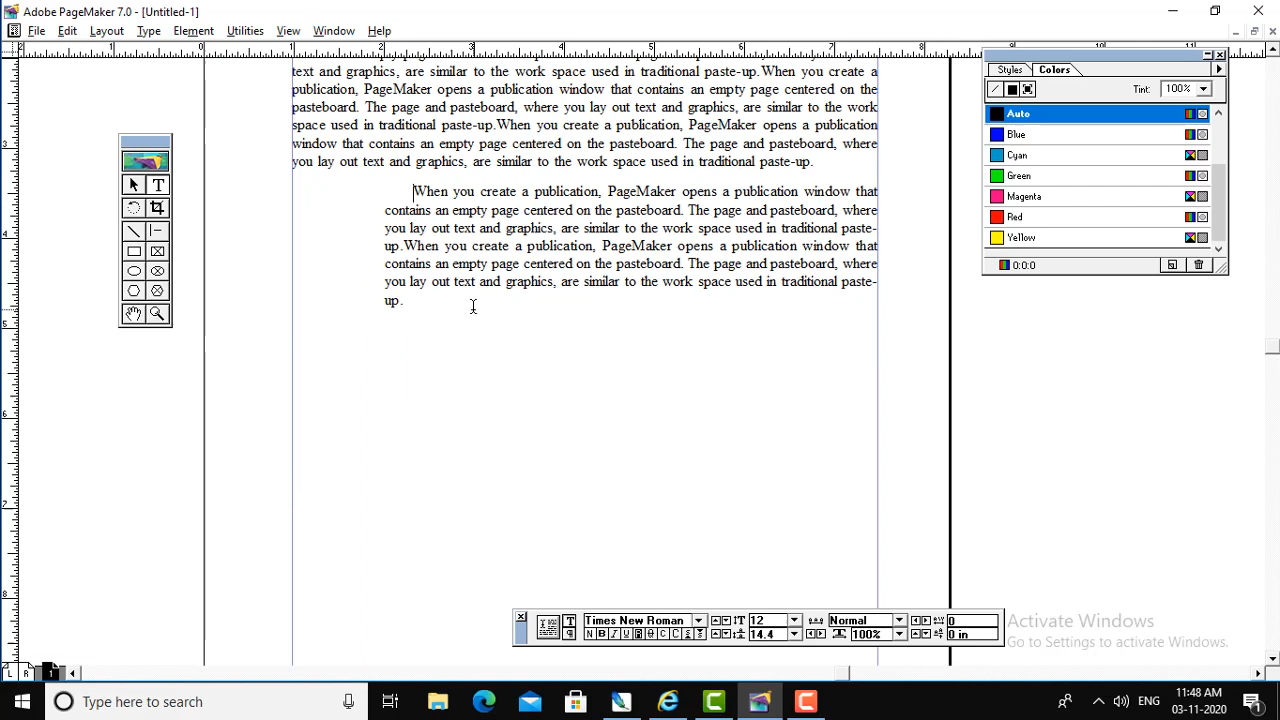 Adobe PageMaker 7.0 - [Untitled-1]
File Edit Layout Type Element Utilities View Window Help
text and graphics, are similar to the work space used in traditional paste-up.When you create a
publication, PageMaker opens a publication window that contains an empty page centered on the
pasteboard. The page and pasteboard, where you lay out text and graphics, are similar to the work
space used in traditional paste-up.When you create a publication, PageMaker opens a publication
window that contains an empty page centered on the pasteboard. The page and pasteboard, where
you lay out text and graphics, are similar to the work space used in traditional paste-up.
When you create a publication, PageMaker opens a publication window that
contains an empty page centered on the pasteboard. The page and pasteboard, where
you lay out text and graphics, are similar to the work space used in traditional paste-
up.When you create a publication, PageMaker opens a publication window that
contains an empty page centered on the pasteboard. The page and pasteboard, where
you lay out text and graphics, are similar to the work space used in traditional paste-
up.
Styles Colors
Tint: 100%
Auto
Blue
Cyan
Green
Magenta
Red
Yellow
0:0:0
Times New Roman 12 Normal 0
N B I U 14.4 100% 0 in
Activate Windows
Go to Settings to activate Windows.
L R 1
Type here to search
ENG
11:48 AM
03-11-2020